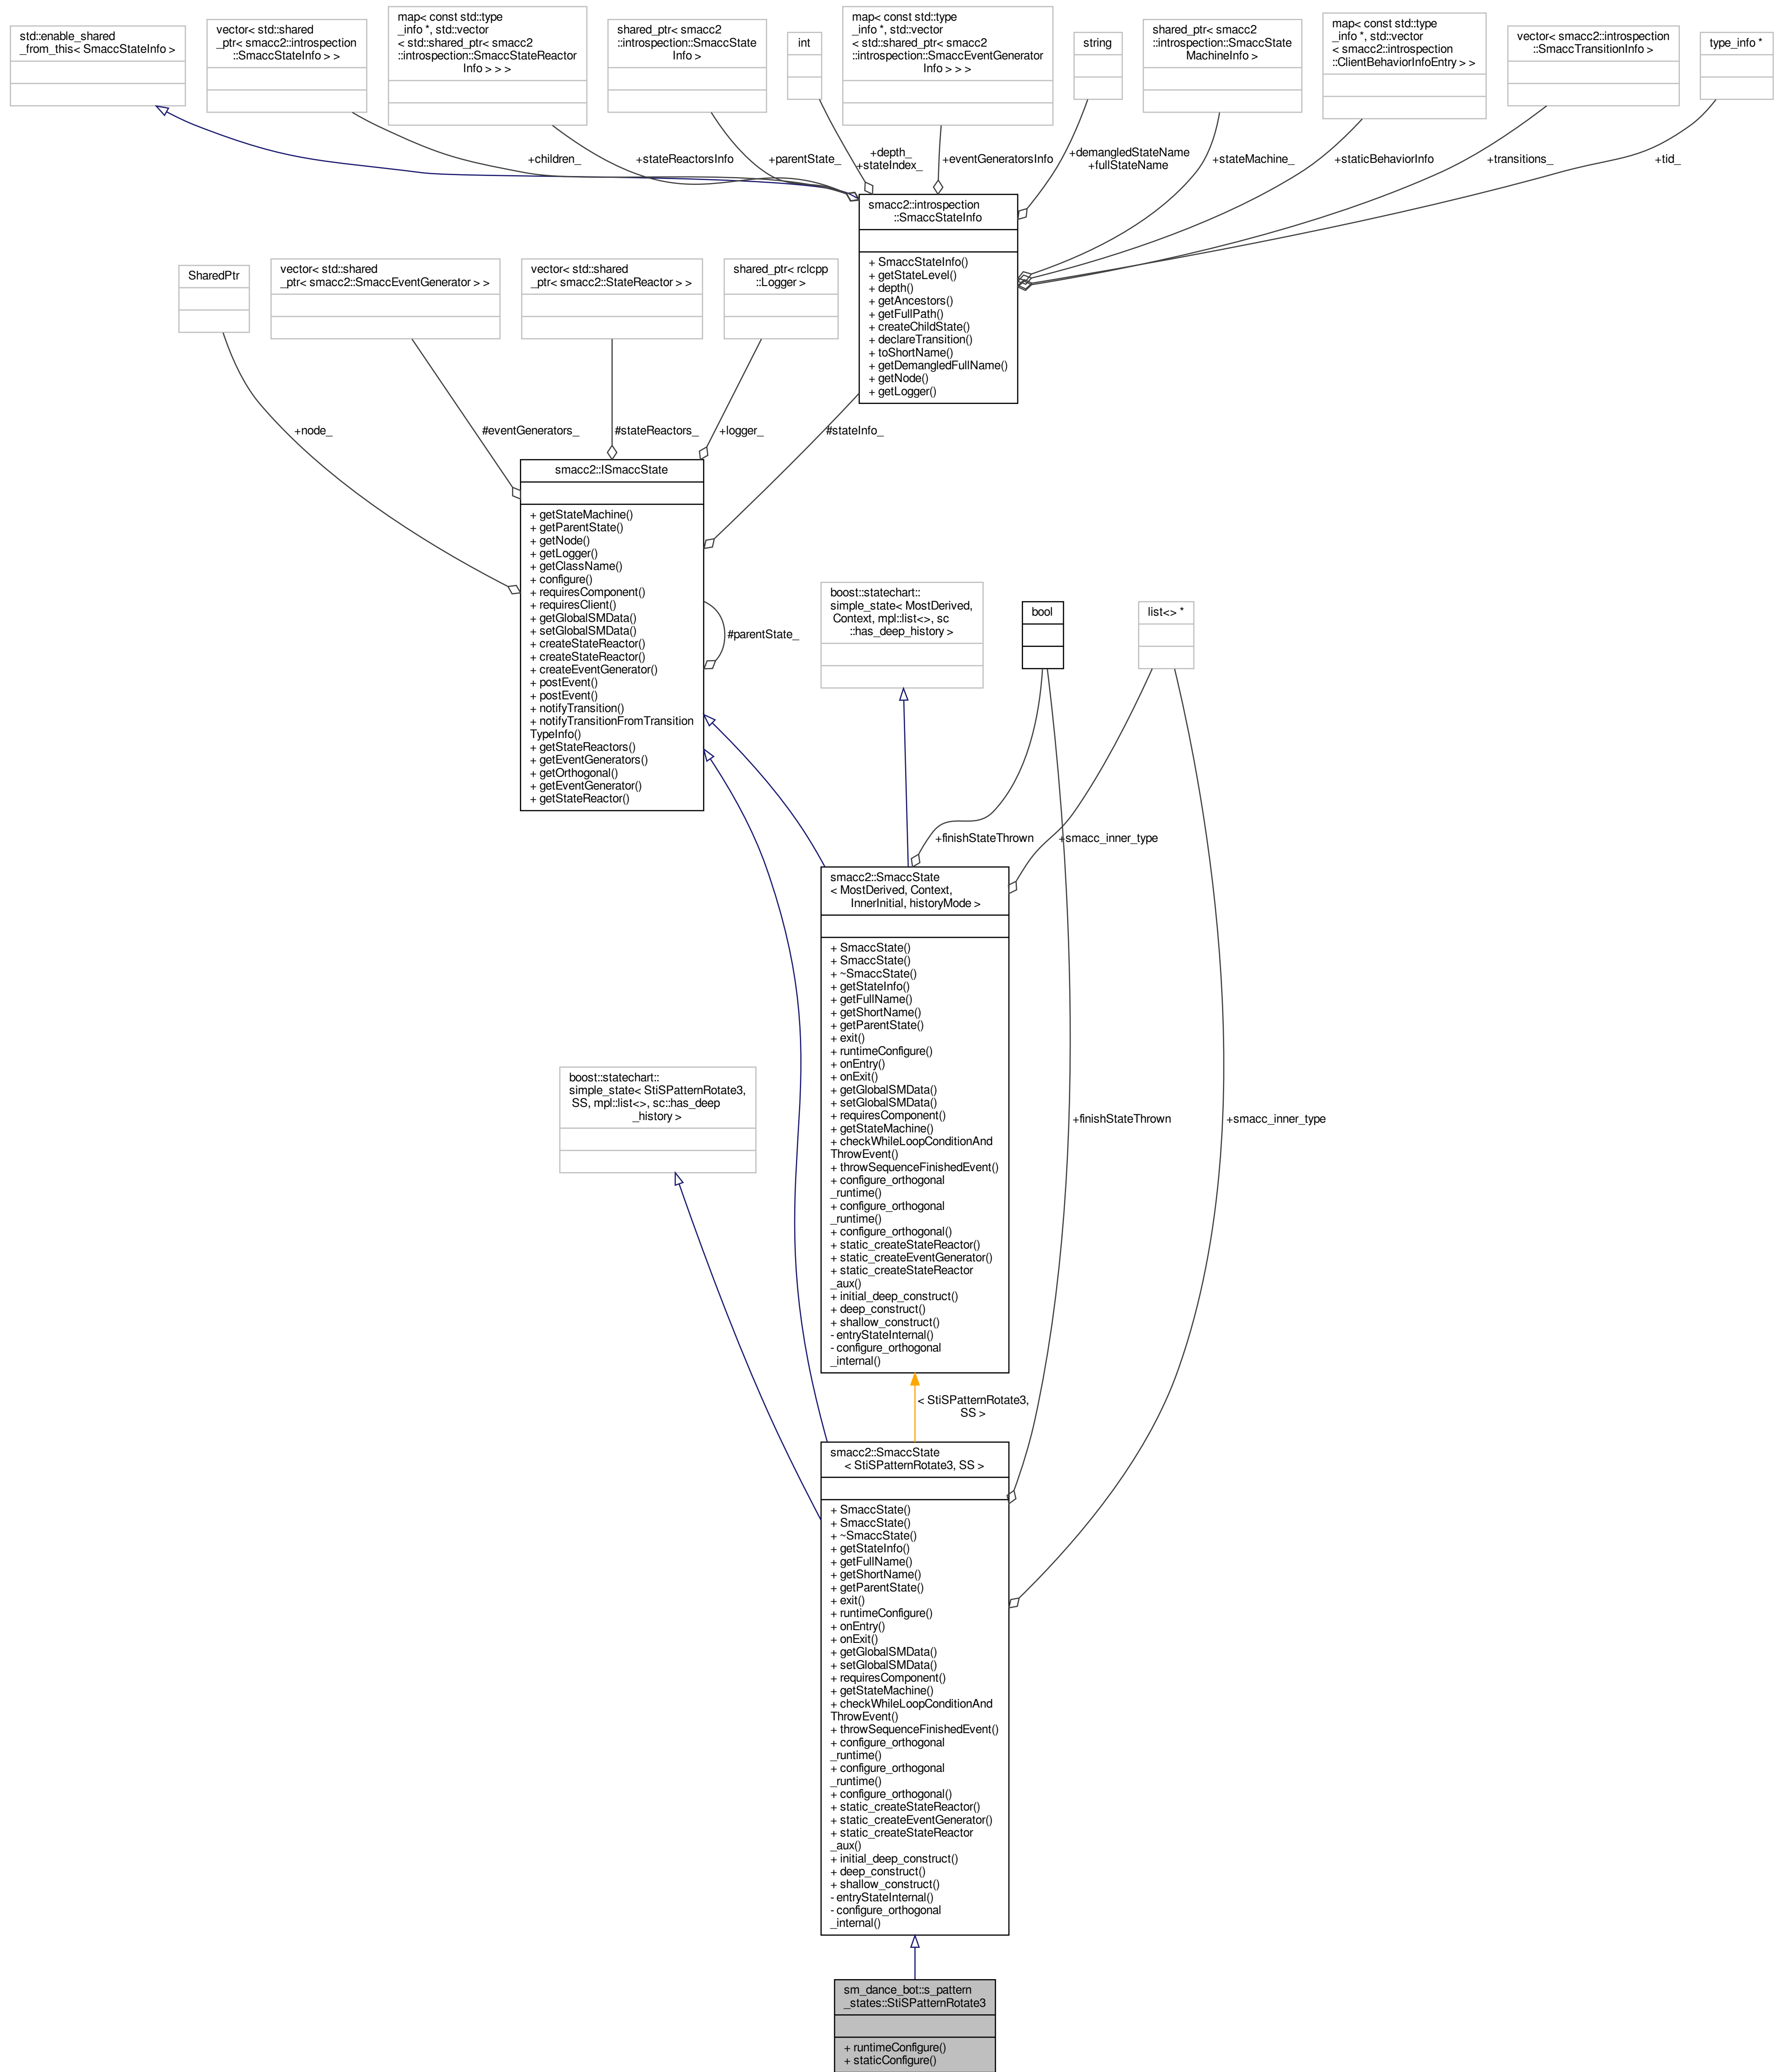 std::enable_shared
_from_this< SmaccStateInfo >
vector< std::shared
_ptr< smacc2::introspection
::SmaccStateInfo > >
map< const std::type
_info *, std::vector
< std::shared_ptr< smacc2
::introspection::SmaccStateReactor
Info > > >
shared_ptr< smacc2
::introspection::SmaccState
Info >
int
map< const std::type
_info *, std::vector
< std::shared_ptr< smacc2
::introspection::SmaccEventGenerator
Info > > >
string
shared_ptr< smacc2
::introspection::SmaccState
MachineInfo >
map< const std::type
_info *, std::vector
< smacc2::introspection
::ClientBehaviorInfoEntry > >
vector< smacc2::introspection
::SmaccTransitionInfo >
type_info *
+children_
+stateReactorsInfo
+parentState_
+depth_
+stateIndex_
+eventGeneratorsInfo
+demangledStateName
+fullStateName
+stateMachine_
+staticBehaviorInfo
+transitions_
+tid_
smacc2::introspection
::SmaccStateInfo
+ SmaccStateInfo()
+ getStateLevel()
+ depth()
+ getAncestors()
+ getFullPath()
+ createChildState()
+ declareTransition()
+ toShortName()
+ getDemangledFullName()
+ getNode()
+ getLogger()
SharedPtr
vector< std::shared
_ptr< smacc2::SmaccEventGenerator > >
vector< std::shared
_ptr< smacc2::StateReactor > >
shared_ptr< rclcpp
::Logger >
+node_
#eventGenerators_
#stateReactors_
+logger_
#stateInfo_
smacc2::ISmaccState
+ getStateMachine()
+ getParentState()
+ getNode()
+ getLogger()
+ getClassName()
+ configure()
+ requiresComponent()
+ requiresClient()
+ getGlobalSMData()
+ setGlobalSMData()
+ createStateReactor()
+ createStateReactor()
+ createEventGenerator()
+ postEvent()
+ postEvent()
+ notifyTransition()
+ notifyTransitionFromTransition
TypeInfo()
+ getStateReactors()
+ getEventGenerators()
+ getOrthogonal()
+ getEventGenerator()
+ getStateReactor()
#parentState_
boost::statechart::
simple_state< MostDerived,
Context, mpl::list<>, sc
::has_deep_history >
bool
list<> *
+finishStateThrown
+smacc_inner_type
smacc2::SmaccState
< MostDerived, Context,
InnerInitial, historyMode >
+ SmaccState()
+ SmaccState()
+ ~SmaccState()
+ getStateInfo()
+ getFullName()
+ getShortName()
+ getParentState()
+ exit()
+ runtimeConfigure()
+ onEntry()
+ onExit()
+ getGlobalSMData()
+ setGlobalSMData()
+ requiresComponent()
+ getStateMachine()
+ checkWhileLoopConditionAnd
ThrowEvent()
+ throwSequenceFinishedEvent()
+ configure_orthogonal
_runtime()
+ configure_orthogonal
_runtime()
+ configure_orthogonal()
+ static_createStateReactor()
+ static_createEventGenerator()
+ static_createStateReactor
_aux()
+ initial_deep_construct()
+ deep_construct()
+ shallow_construct()
- entryStateInternal()
- configure_orthogonal
_internal()
boost::statechart::
simple_state< StiSPatternRotate3,
SS, mpl::list<>, sc::has_deep
_history >
+finishStateThrown
+smacc_inner_type
< StiSPatternRotate3,
SS >
smacc2::SmaccState
< StiSPatternRotate3, SS >
+ SmaccState()
+ SmaccState()
+ ~SmaccState()
+ getStateInfo()
+ getFullName()
+ getShortName()
+ getParentState()
+ exit()
+ runtimeConfigure()
+ onEntry()
+ onExit()
+ getGlobalSMData()
+ setGlobalSMData()
+ requiresComponent()
+ getStateMachine()
+ checkWhileLoopConditionAnd
ThrowEvent()
+ throwSequenceFinishedEvent()
+ configure_orthogonal
_runtime()
+ configure_orthogonal
_runtime()
+ configure_orthogonal()
+ static_createStateReactor()
+ static_createEventGenerator()
+ static_createStateReactor
_aux()
+ initial_deep_construct()
+ deep_construct()
+ shallow_construct()
- entryStateInternal()
- configure_orthogonal
_internal()
sm_dance_bot::s_pattern
_states::StiSPatternRotate3
+ runtimeConfigure()
+ staticConfigure()